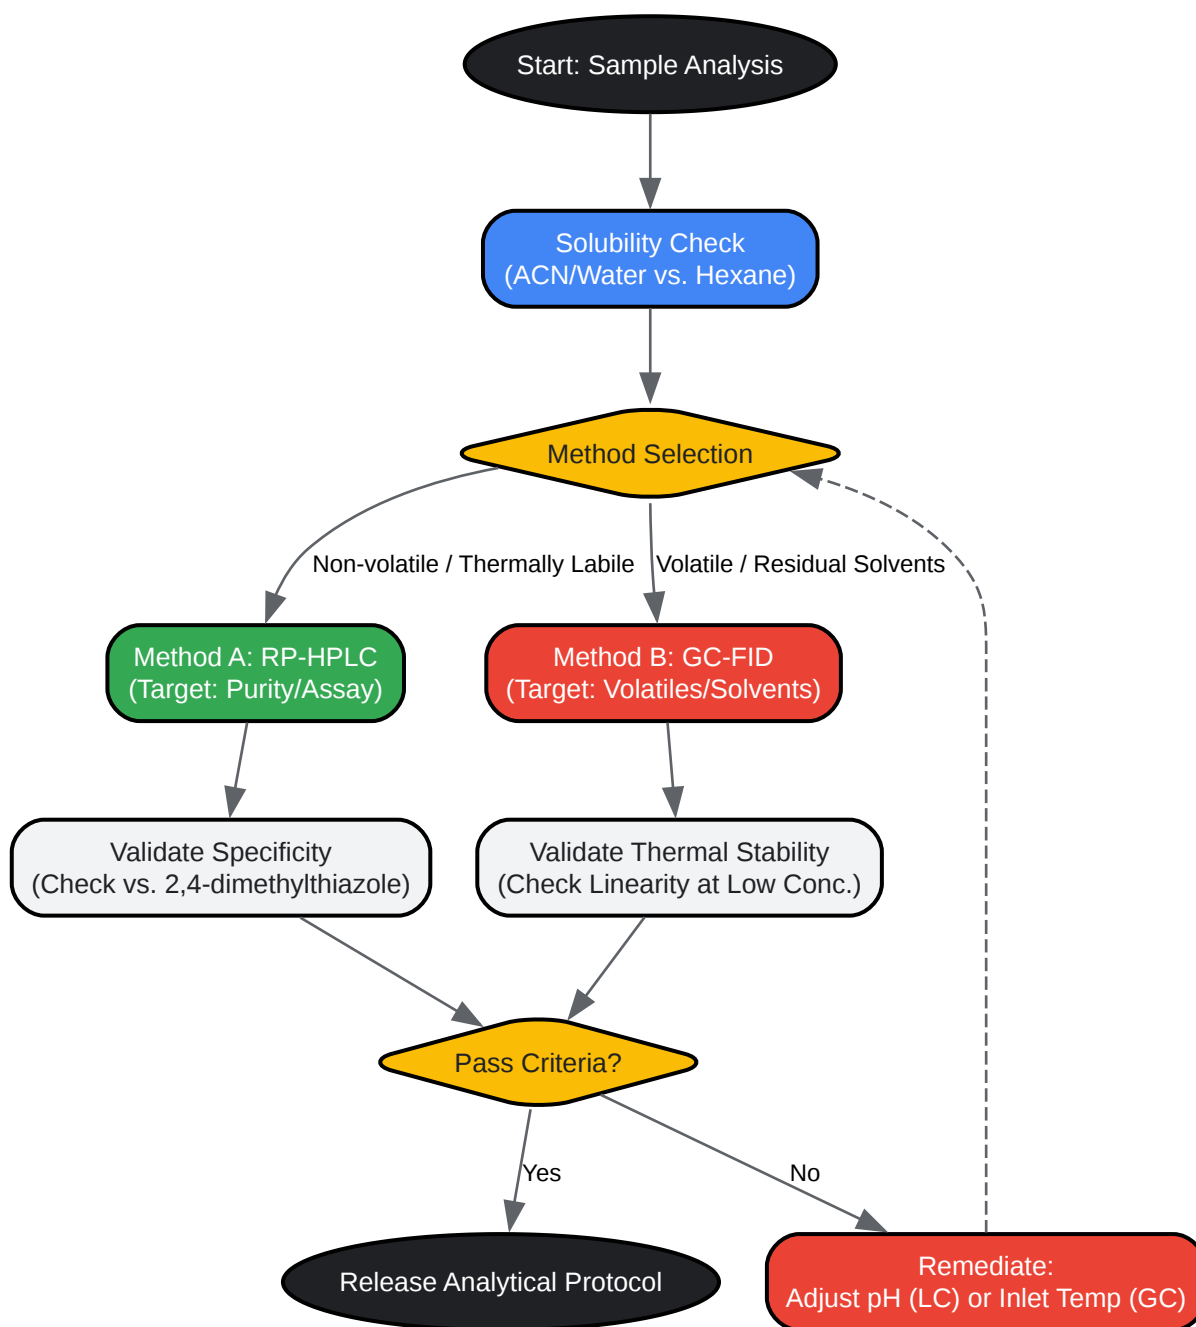 Start: Sample Analysis
Solubility Check
(ACN/Water vs. Hexane)
Method Selection
Non-volatile / Thermally Labile
Volatile / Residual Solvents
Method A: RP-HPLC
(Target: Purity/Assay)
Method B: GC-FID
(Target: Volatiles/Solvents)
Validate Specificity
(Check vs. 2,4-dimethylthiazole)
Validate Thermal Stability
(Check Linearity at Low Conc.)
Pass Criteria?
Yes
No
Release Analytical Protocol
Remediate:
Adjust pH (LC) or Inlet Temp (GC)